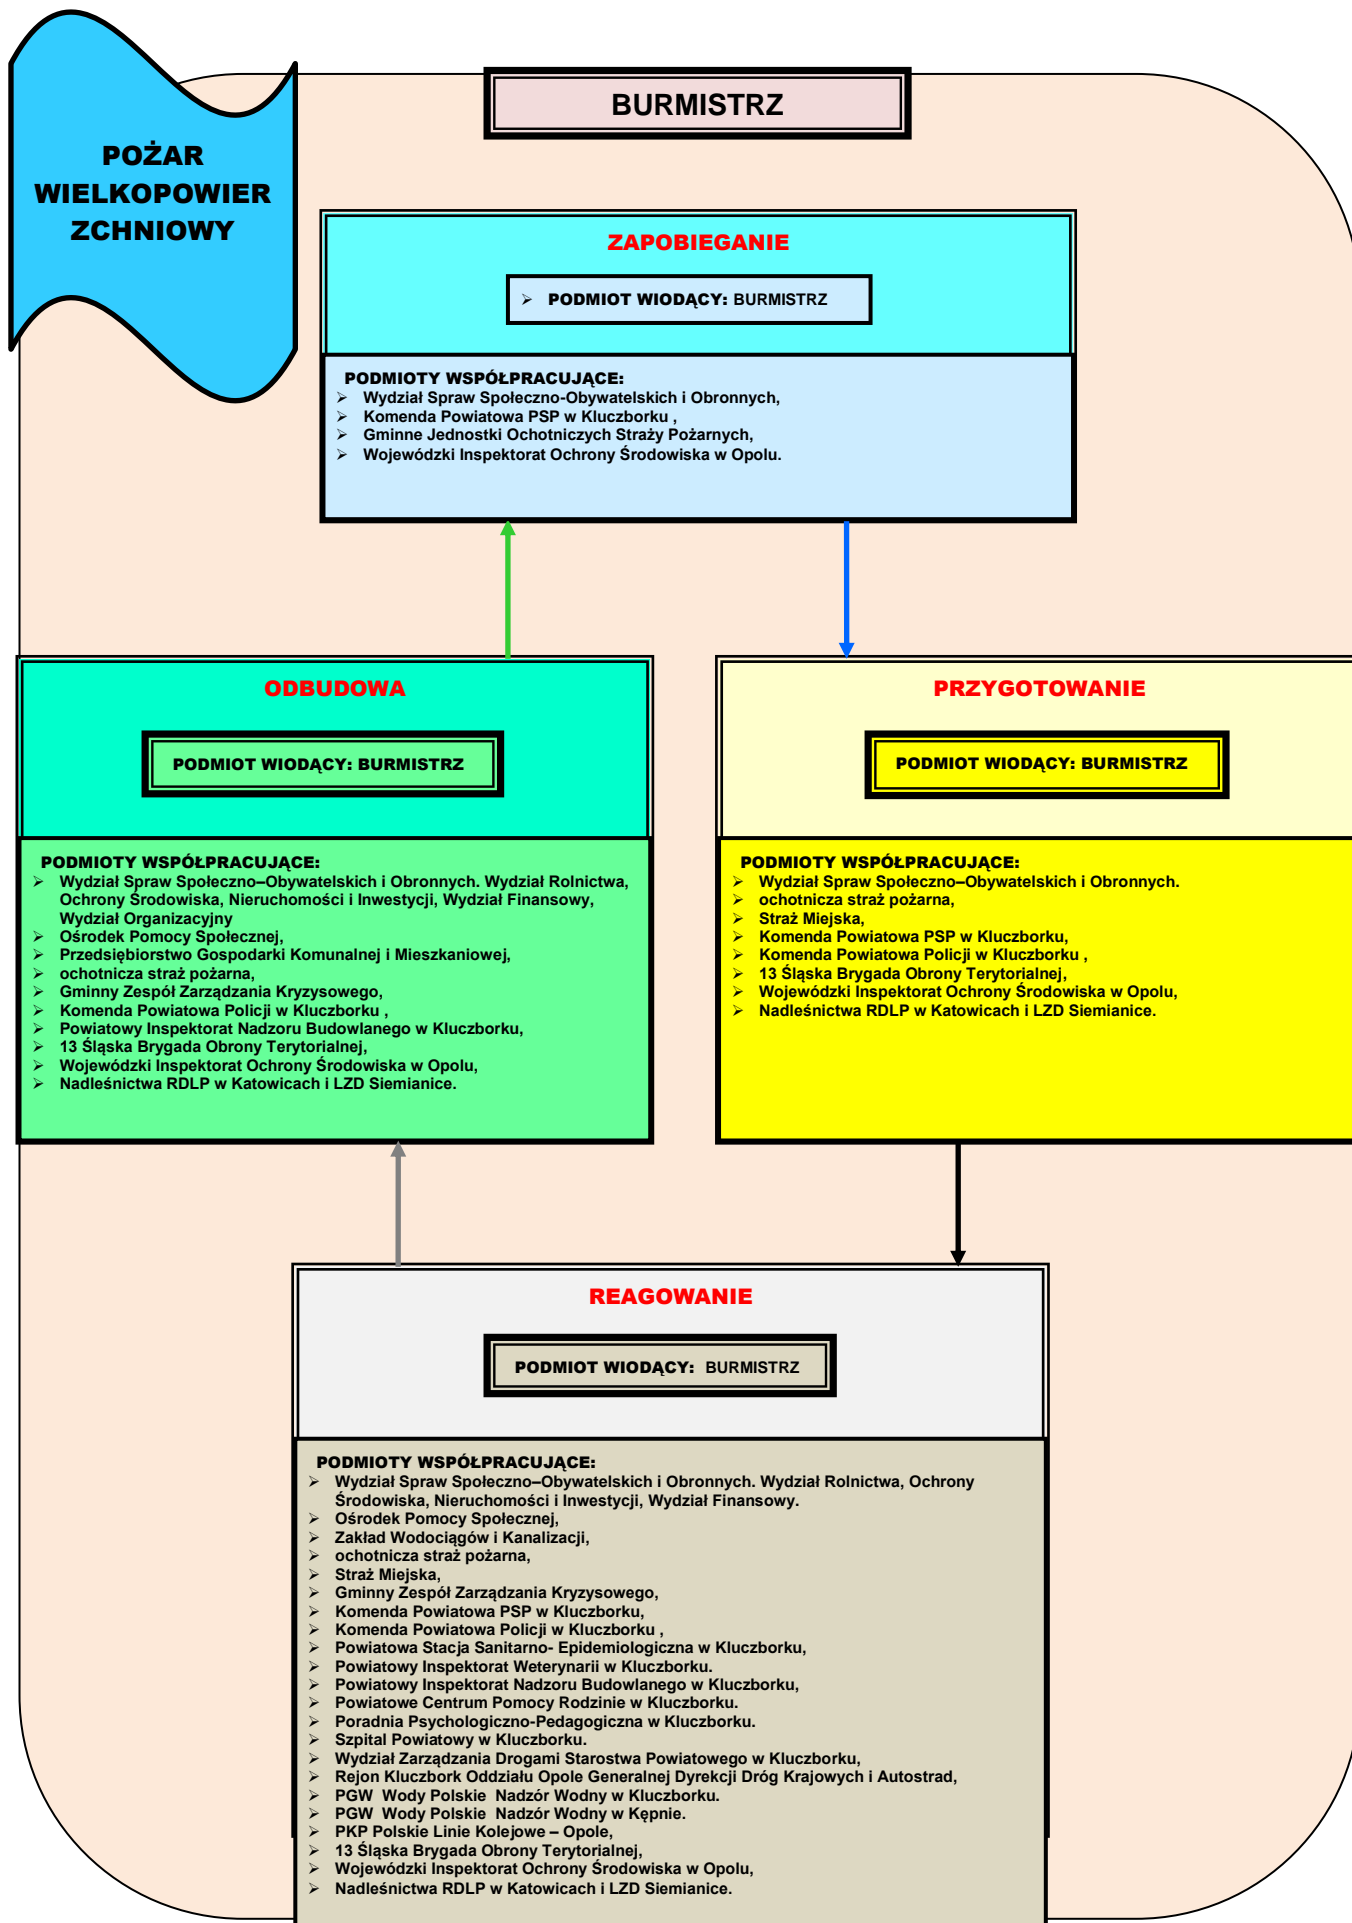 BURMISTRZ
POŻAR
WIELKOPOWIER
ZCHNIOWY
ZAPOBIEGANIE
➢ PODMIOT WIODĄCY: BURMISTRZ
PODMIOTY WSPÓŁPRACUJĄCE:
➢ Wydział Spraw Społeczno-Obywatelskich i Obronnych,
➢ Komenda Powiatowa PSP w Kluczborku ,
➢ Gminne Jednostki Ochotniczych Straży Pożarnych,
➢ Wojewódzki Inspektorat Ochrony Środowiska w Opolu.
ODBUDOWA
PODMIOT WIODĄCY: BURMISTRZ
PODMIOTY WSPÓŁPRACUJĄCE:
➢ Wydział Spraw Społeczno–Obywatelskich i Obronnych. Wydział Rolnictwa,
Ochrony Środowiska, Nieruchomości i Inwestycji, Wydział Finansowy,
Wydział Organizacyjny
➢ Ośrodek Pomocy Społecznej,
➢ Przedsiębiorstwo Gospodarki Komunalnej i Mieszkaniowej,
➢ ochotnicza straż pożarna,
➢ Gminny Zespół Zarządzania Kryzysowego,
➢ Komenda Powiatowa Policji w Kluczborku ,
➢ Powiatowy Inspektorat Nadzoru Budowlanego w Kluczborku,
➢ 13 Śląska Brygada Obrony Terytorialnej,
➢ Wojewódzki Inspektorat Ochrony Środowiska w Opolu,
➢ Nadleśnictwa RDLP w Katowicach i LZD Siemianice.
PRZYGOTOWANIE
PODMIOT WIODĄCY: BURMISTRZ
PODMIOTY WSPÓŁPRACUJĄCE:
➢ Wydział Spraw Społeczno–Obywatelskich i Obronnych.
➢ ochotnicza straż pożarna,
➢ Straż Miejska,
➢ Komenda Powiatowa PSP w Kluczborku,
➢ Komenda Powiatowa Policji w Kluczborku ,
➢ 13 Śląska Brygada Obrony Terytorialnej,
➢ Wojewódzki Inspektorat Ochrony Środowiska w Opolu,
➢ Nadleśnictwa RDLP w Katowicach i LZD Siemianice.
REAGOWANIE
PODMIOT WIODĄCY: BURMISTRZ
PODMIOTY WSPÓŁPRACUJĄCE:
➢ Wydział Spraw Społeczno–Obywatelskich i Obronnych. Wydział Rolnictwa, Ochrony
Środowiska, Nieruchomości i Inwestycji, Wydział Finansowy.
➢ Ośrodek Pomocy Społecznej,
➢ Zakład Wodociągów i Kanalizacji,
➢ ochotnicza straż pożarna,
➢ Straż Miejska,
➢ Gminny Zespół Zarządzania Kryzysowego,
➢ Komenda Powiatowa PSP w Kluczborku,
➢ Komenda Powiatowa Policji w Kluczborku ,
➢ Powiatowa Stacja Sanitarno- Epidemiologiczna w Kluczborku,
➢ Powiatowy Inspektorat Weterynarii w Kluczborku.
➢ Powiatowy Inspektorat Nadzoru Budowlanego w Kluczborku,
➢ Powiatowe Centrum Pomocy Rodzinie w Kluczborku.
➢ Poradnia Psychologiczno-Pedagogiczna w Kluczborku.
➢ Szpital Powiatowy w Kluczborku.
➢ Wydział Zarządzania Drogami Starostwa Powiatowego w Kluczborku,
➢ Rejon Kluczbork Oddziału Opole Generalnej Dyrekcji Dróg Krajowych i Autostrad,
➢ PGW Wody Polskie Nadzór Wodny w Kluczborku.
➢ PGW Wody Polskie Nadzór Wodny w Kępnie.
➢ PKP Polskie Linie Kolejowe – Opole,
➢ 13 Śląska Brygada Obrony Terytorialnej,
➢ Wojewódzki Inspektorat Ochrony Środowiska w Opolu,
➢ Nadleśnictwa RDLP w Katowicach i LZD Siemianice.